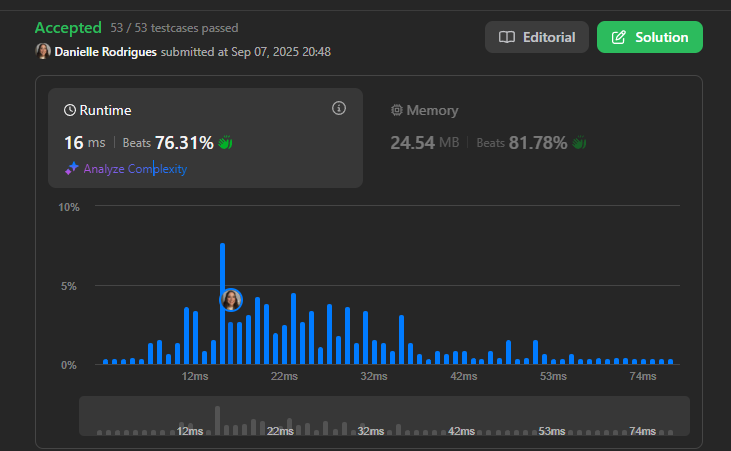 Accepted 53 / 53 testcases passed
Danielle Rodrigues submitted at Sep 07, 2025 20:48
Editorial
Solution
Runtime
16 ms | Beats 76.31%
Analyze Complexity
Memory
24.54 MB | Beats 81.78%
10%
5%
0%
12ms 22ms 32ms 42ms 53ms 74ms
12ms 22ms 32ms 42ms 53ms 74ms